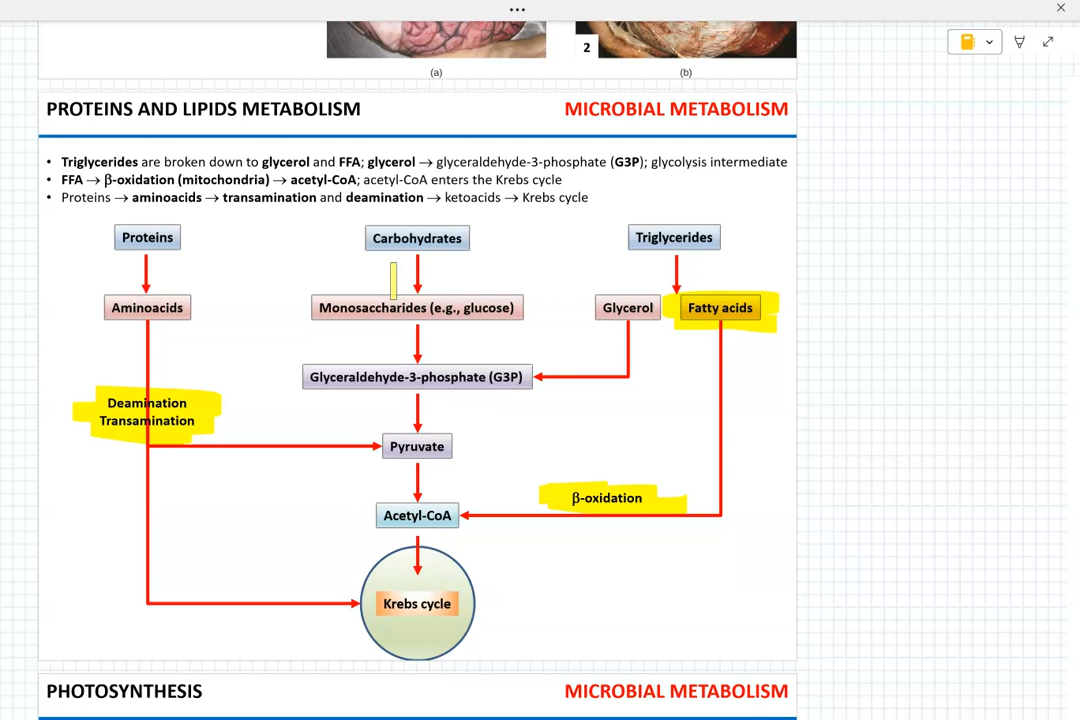 2
(a)
(b)
PROTEINS AND LIPIDS METABOLISM
MICROBIAL METABOLISM
• Triglycerides are broken down to glycerol and FFA; glycerol → glyceraldehyde-3-phosphate (G3P); glycolysis intermediate
• FFA → β-oxidation (mitochondria) → acetyl-CoA; acetyl-CoA enters the Krebs cycle
• Proteins → aminoacids → transamination and deamination → ketoacids → Krebs cycle
Proteins
Carbohydrates
Triglycerides
Aminoacids
Monosaccharides (e.g., glucose)
Glycerol
Fatty acids
Glyceraldehyde-3-phosphate (G3P)
Deamination
Transamination
Pyruvate
β-oxidation
Acetyl-CoA
Krebs cycle
PHOTOSYNTHESIS
MICROBIAL METABOLISM